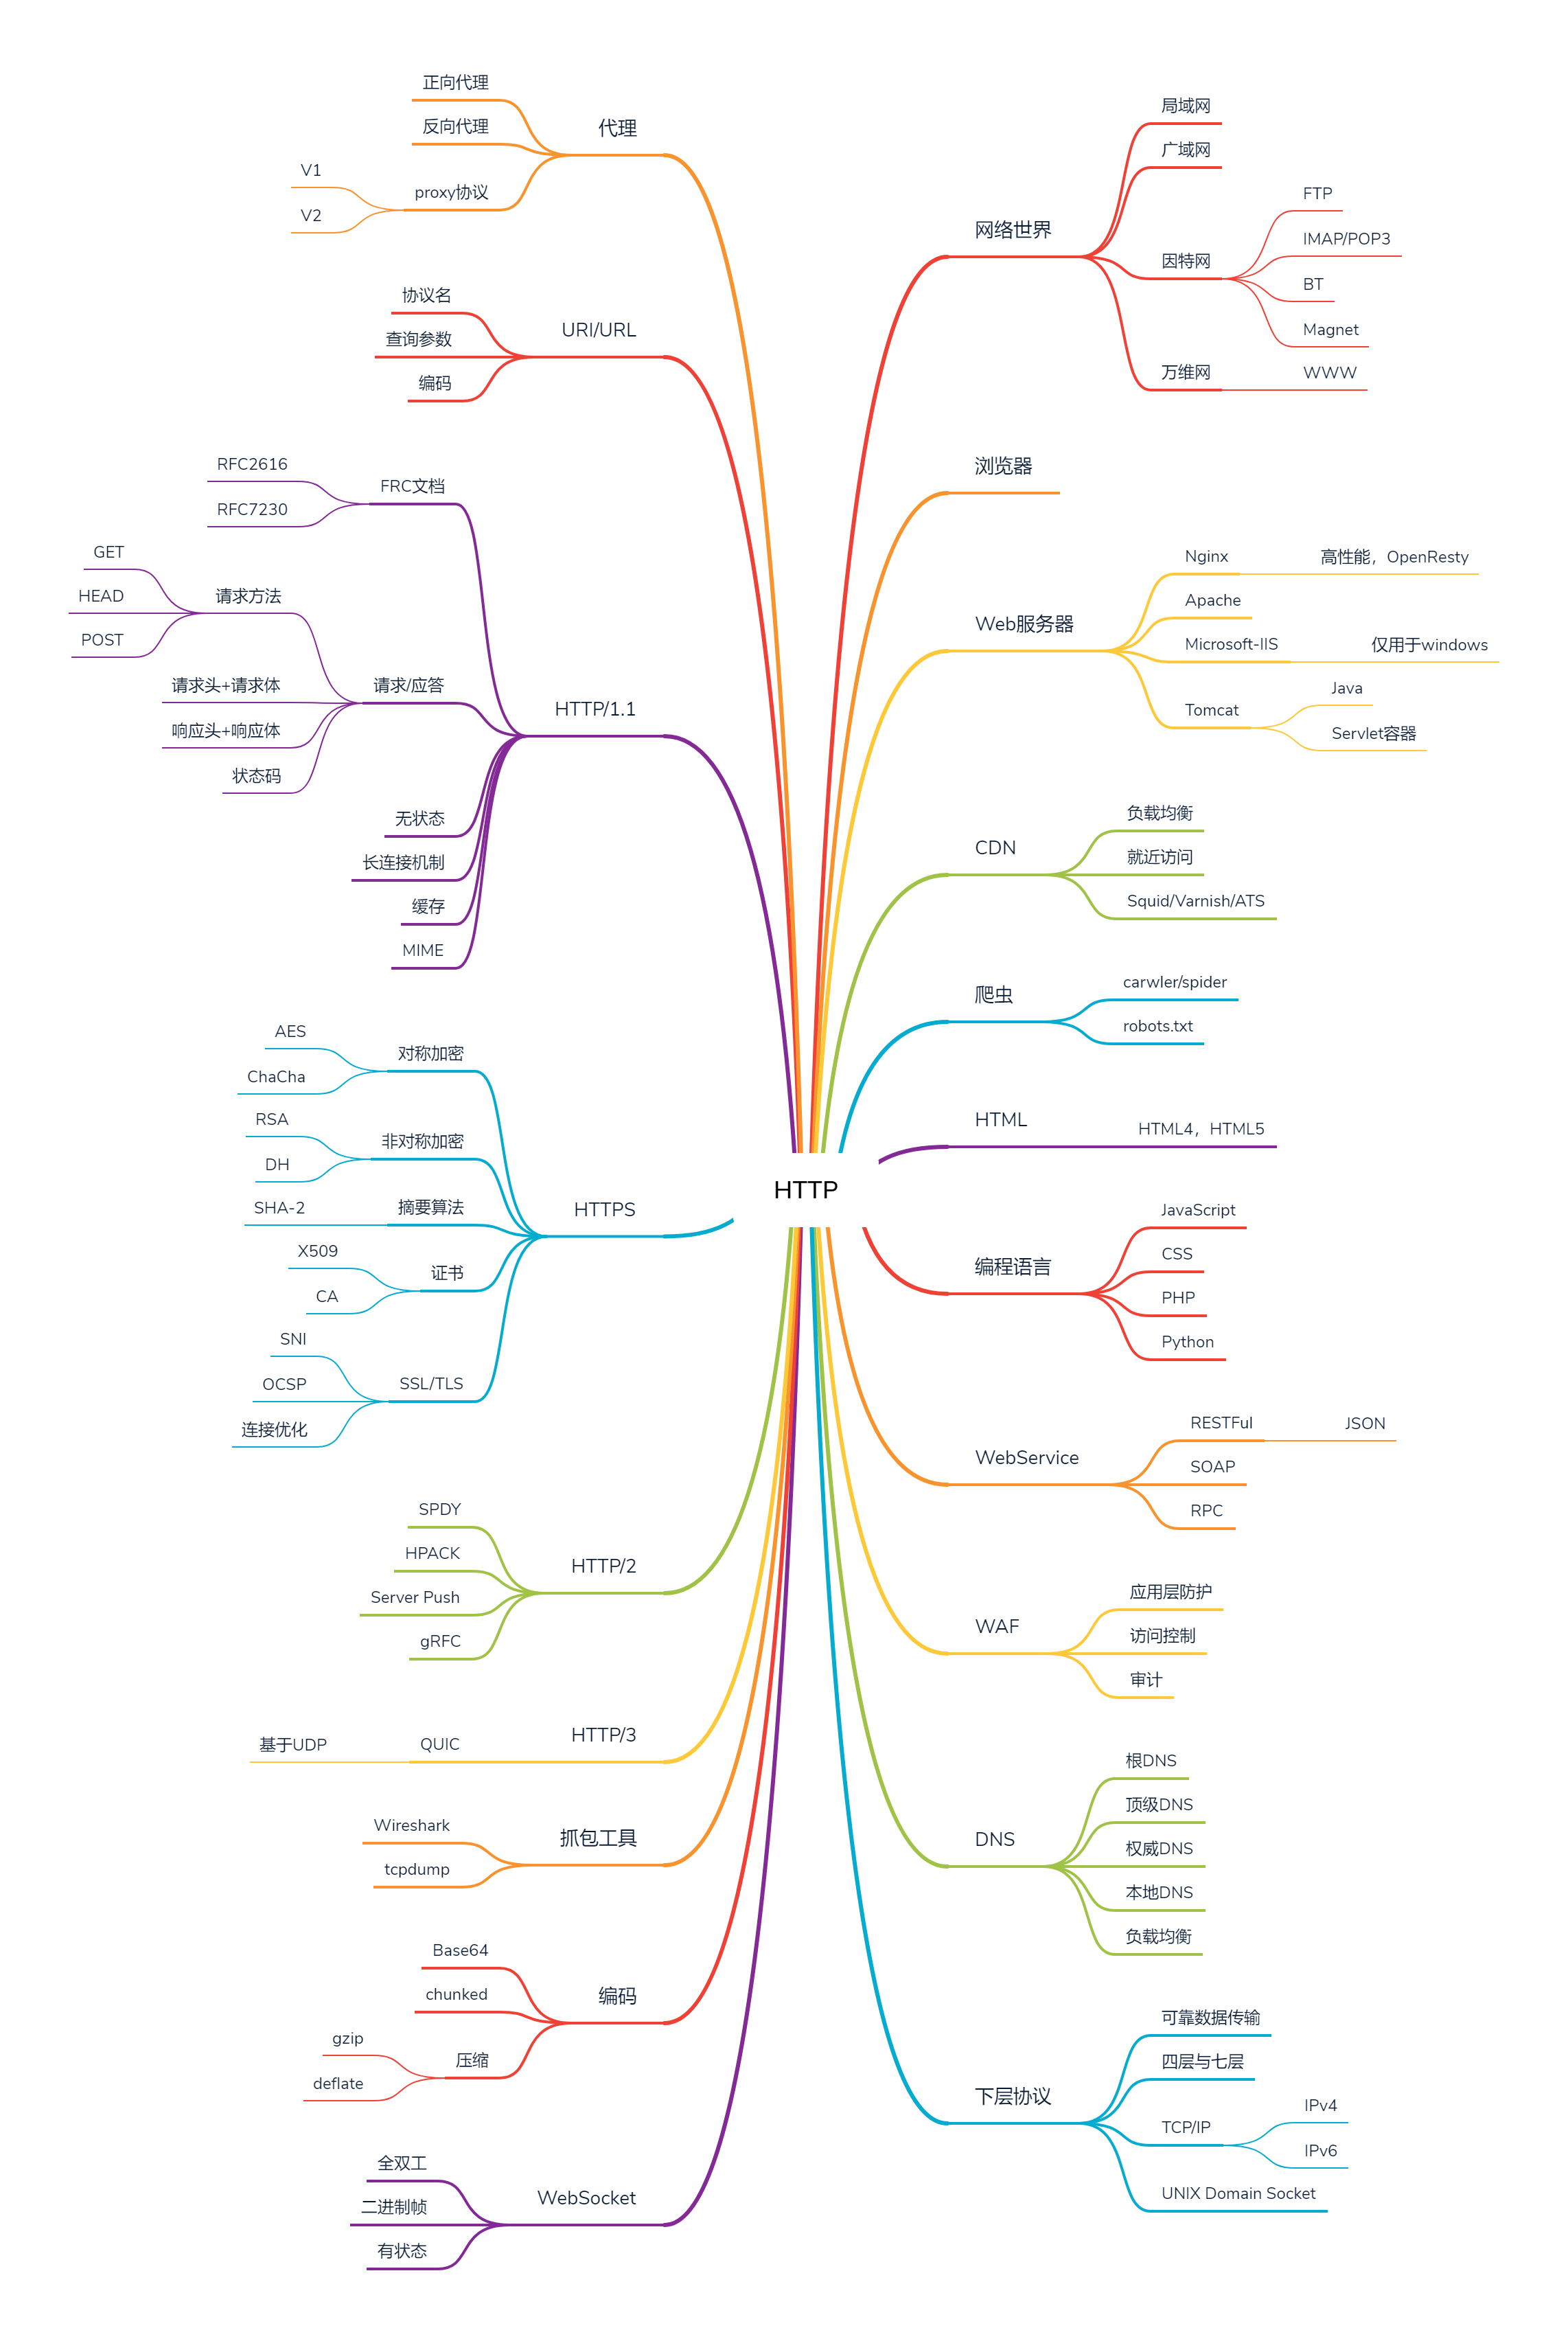 HTTP
代理
正向代理
反向代理
proxy协议
V1
V2
URI/URL
协议名
查询参数
编码
HTTP/1.1
FRC文档
RFC2616
RFC7230
请求/应答
请求方法
GET
HEAD
POST
请求头+请求体
响应头+响应体
状态码
无状态
长连接机制
缓存
MIME
HTTPS
对称加密
AES
ChaCha
非对称加密
RSA
DH
摘要算法
SHA-2
证书
X509
CA
SSL/TLS
SNI
OCSP
连接优化
HTTP/2
SPDY
HPACK
Server Push
gRFC
HTTP/3
QUIC
基于UDP
抓包工具
Wireshark
tcpdump
编码
Base64
chunked
压缩
gzip
deflate
WebSocket
全双工
二进制帧
有状态
网络世界
局域网
广域网
因特网
FTP
IMAP/POP3
BT
Magnet
万维网
WWW
浏览器
Web服务器
Nginx
高性能，OpenResty
Apache
Microsoft-IIS
仅用于windows
Tomcat
Java
Servlet容器
CDN
负载均衡
就近访问
Squid/Varnish/ATS
爬虫
carwler/spider
robots.txt
HTML
HTML4，HTML5
编程语言
JavaScript
CSS
PHP
Python
WebService
RESTFul
JSON
SOAP
RPC
WAF
应用层防护
访问控制
审计
DNS
根DNS
顶级DNS
权威DNS
本地DNS
负载均衡
下层协议
可靠数据传输
四层与七层
TCP/IP
IPv4
IPv6
UNIX Domain Socket